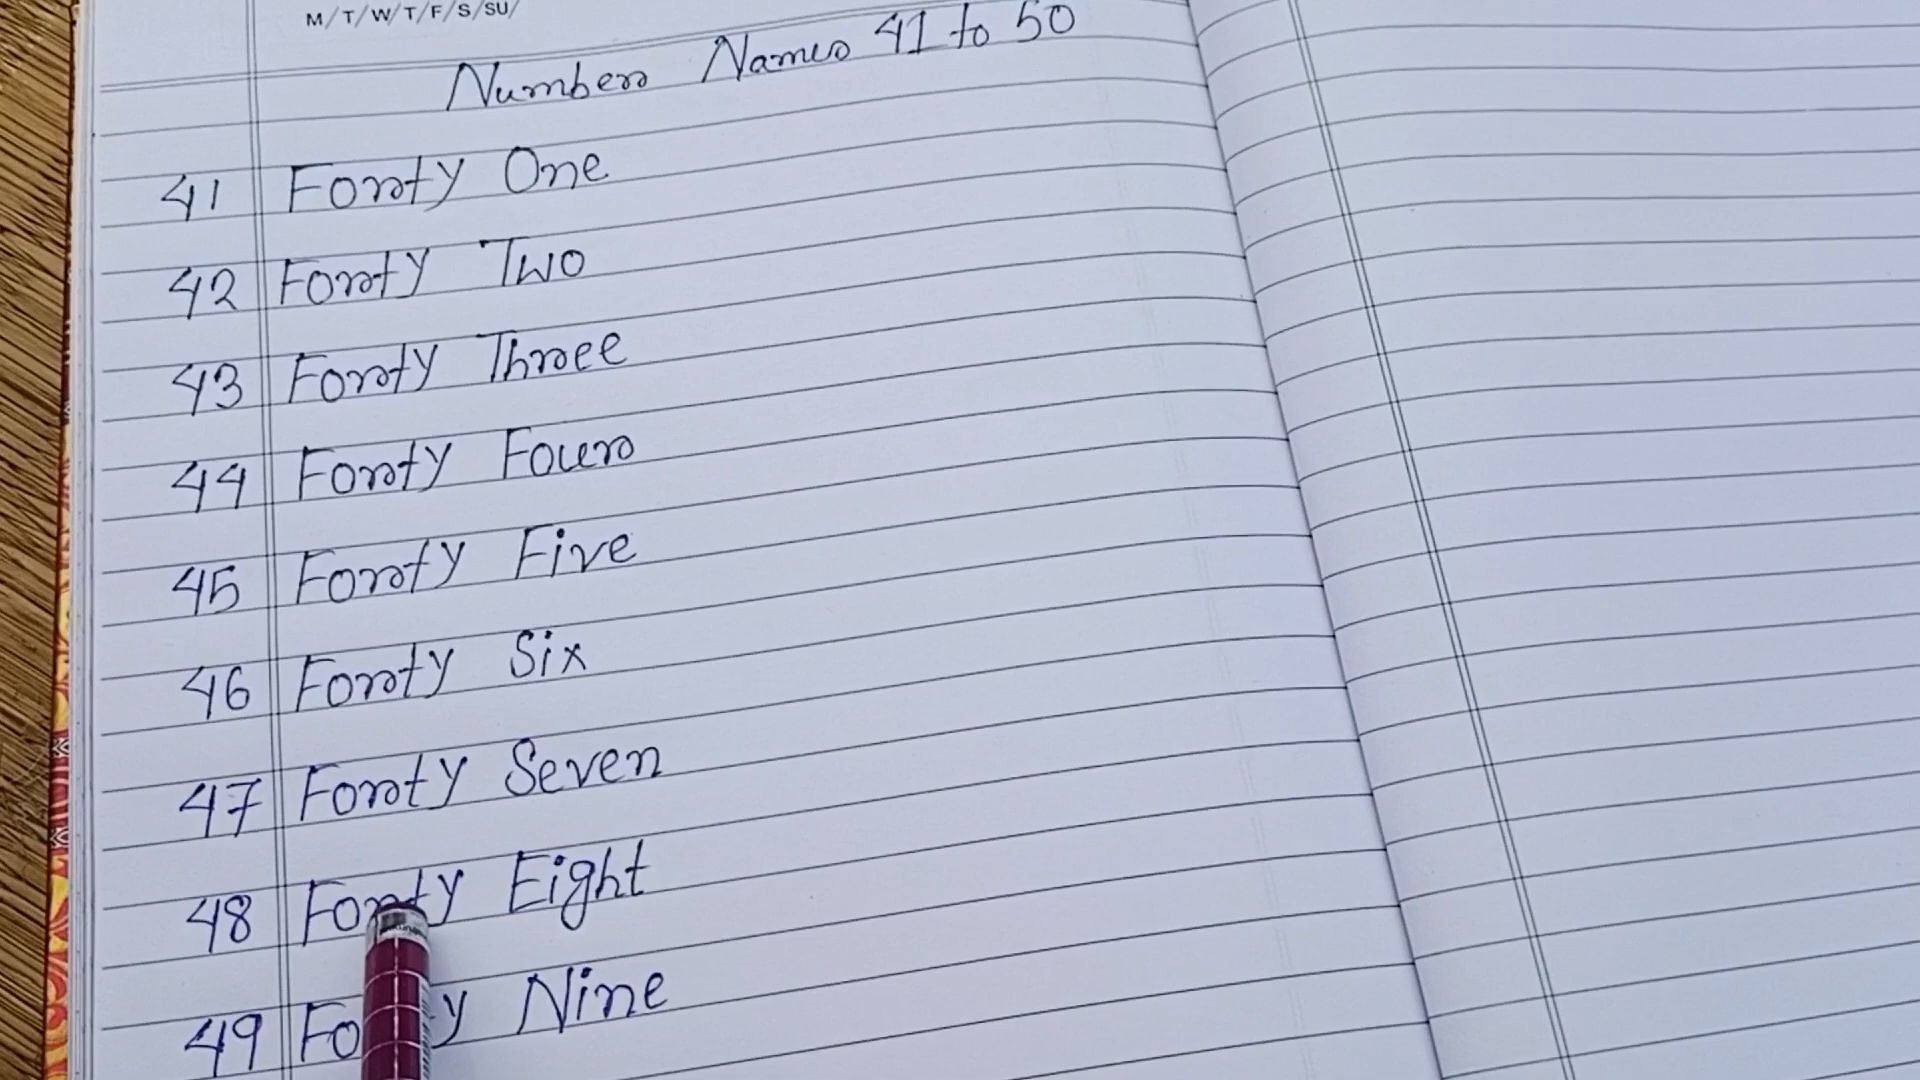 M/T/W/T/F/S/SU/
Number Names 41 to 50
41 Forty One
42 Forty Two
43 Forty Three
44 Forty Four
45 Forty Five
46 Forty Six
47 Forty Seven
48 Forty Eight
49 Nine